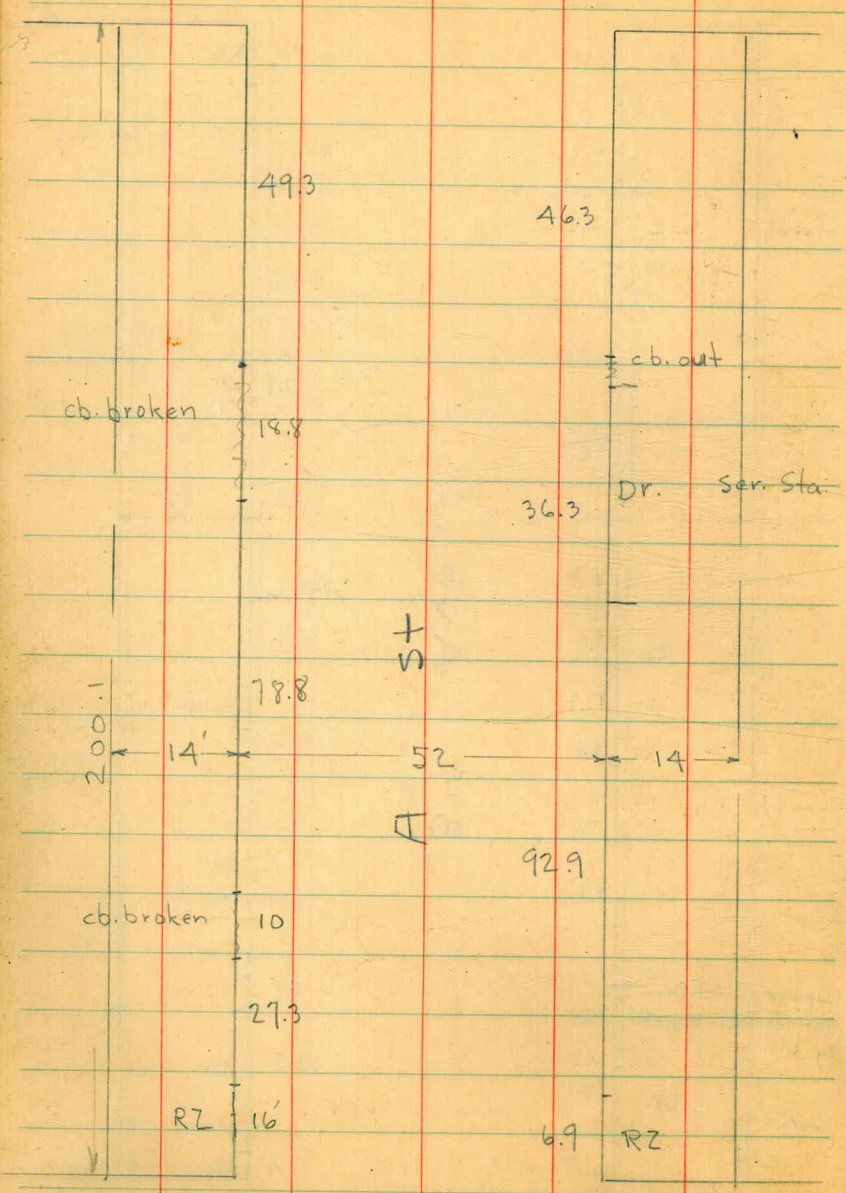 49.3
46.3
cb. out
cb. broken
18.8
Dr.
Ser. Sta.
36.3
A St
78.8
200.1
14'
52
14
92.9
cb. broken
10
27.3
RZ
16'
6.9
RZ